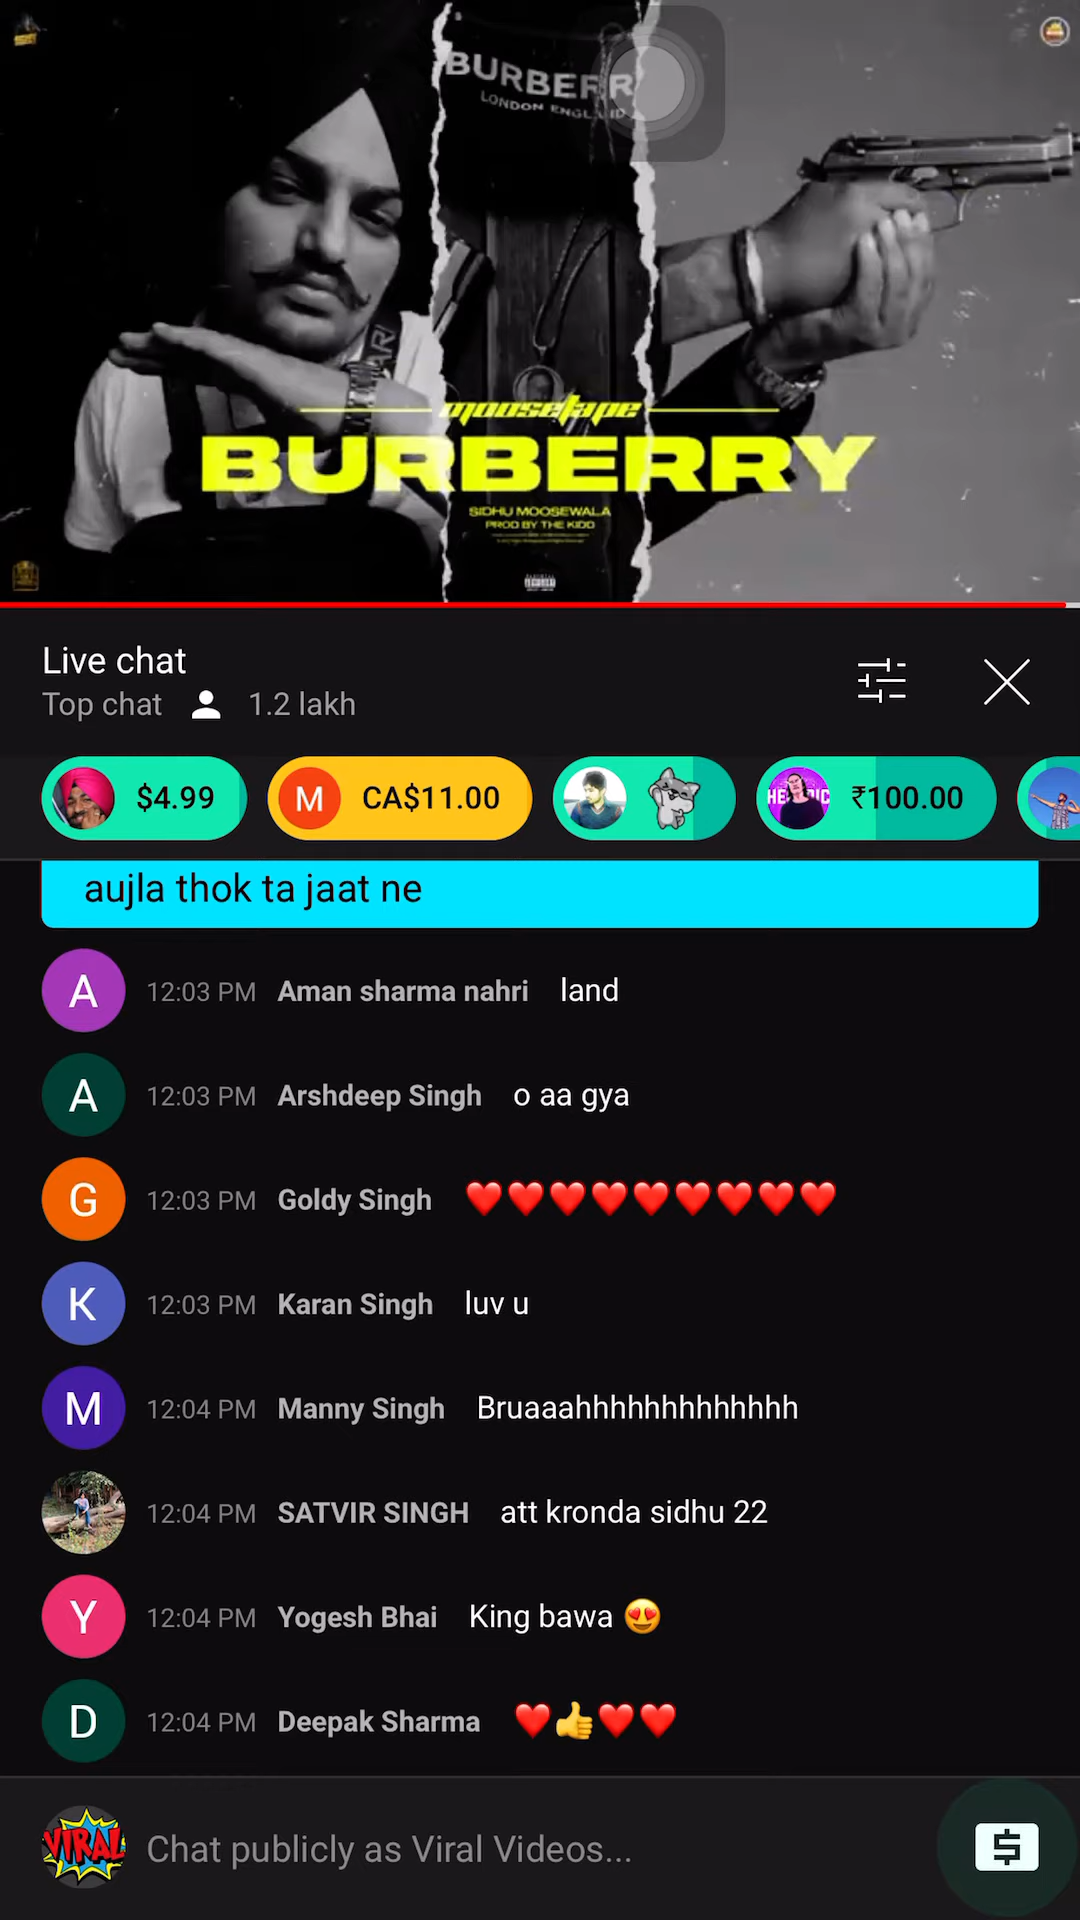 BURBERR
LONDON ENGLAND
moosetape
BURBERRY
SIDHU MOOSEWALA
PROD BY THE KIDD
Live chat
Top chat 1.2 lakh
$4.99 M CA$11.00 ₹100.00
aujla thok ta jaat ne
A 12:03 PM Aman sharma nahri land
A 12:03 PM Arshdeep Singh o aa gya
G 12:03 PM Goldy Singh ❤️❤️❤️❤️❤️❤️❤️❤️❤️
K 12:03 PM Karan Singh luv u
M 12:04 PM Manny Singh Bruaaahhhhhhhhhhhhh
12:04 PM SATVIR SINGH att kronda sidhu 22
Y 12:04 PM Yogesh Bhai King bawa 😍
D 12:04 PM Deepak Sharma ❤️👍❤️❤️
VIRAL Chat publicly as Viral Videos...